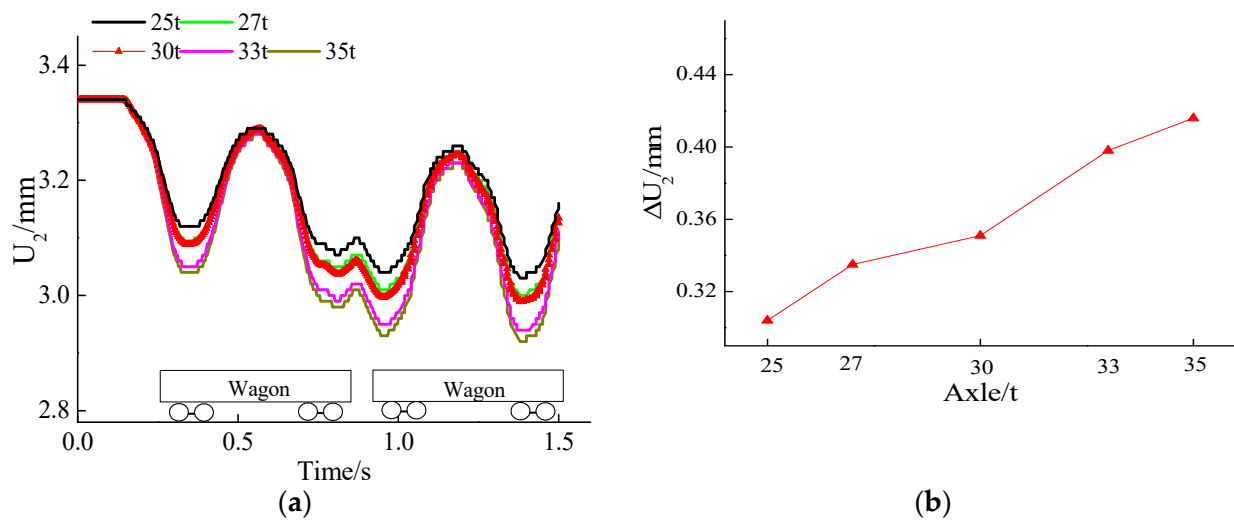 25t 27t
30t 33t 35t
U2/mm
3.4
3.2
3.0
2.8
Wagon Wagon
0.0 0.5 1.0 1.5
Time/s
(a)
ΔU2/mm
0.44
0.40
0.36
0.32
25 27 30 33 35
Axle/t
(b)